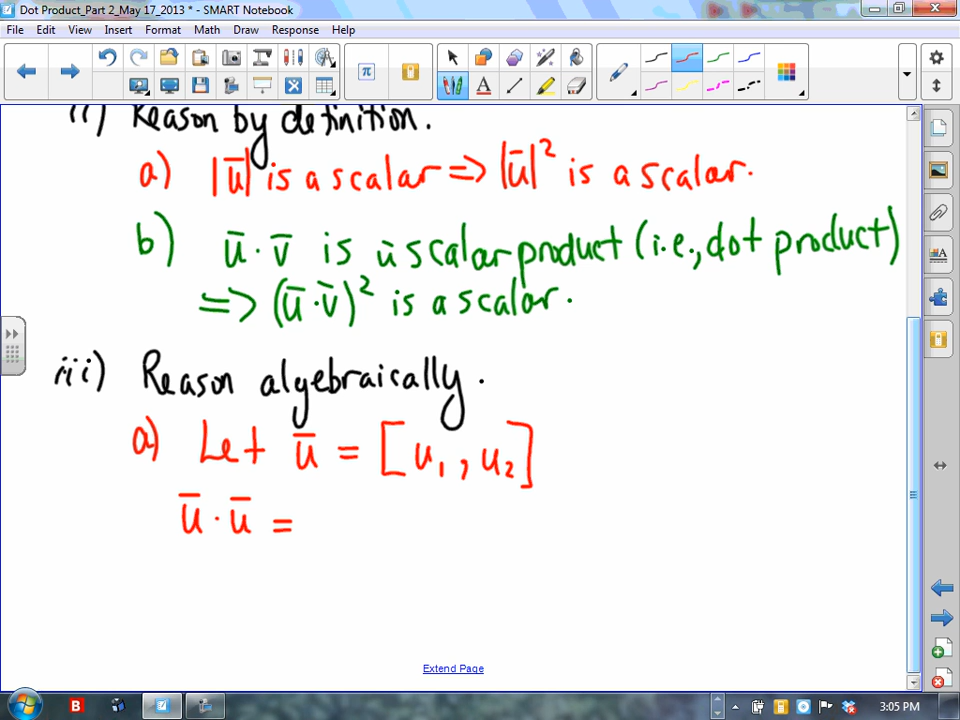 Dot Product_Part 2_May 17_2013 * - SMART Notebook
File Edit View Insert Format Math Draw Response Help
ii) Reason by definition.
a) |ū| is a scalar => |ū|² is a scalar.
b) ū · v̄ is a scalar product (i.e., dot product)
=> (ū · v̄)² is a scalar.
iii) Reason algebraically.
a) Let ū = [u₁, u₂]
ū · ū =
Extend Page
3:05 PM